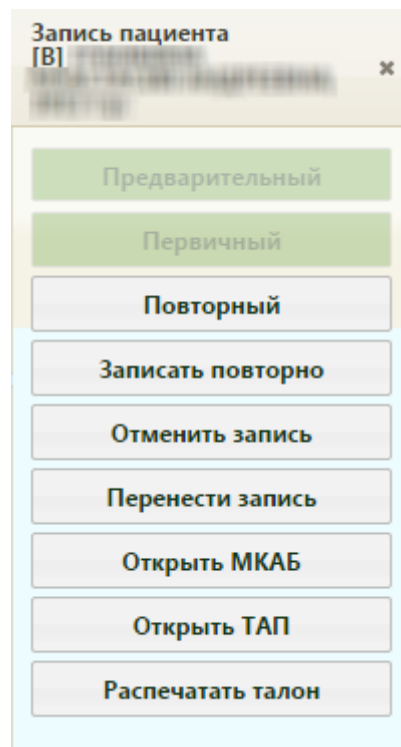 Запись пациента
[В]
Предварительный
Первичный
Повторный
Записать повторно
Отменить запись
Перенести запись
Открыть МКАБ
Открыть ТАП
Распечатать талон